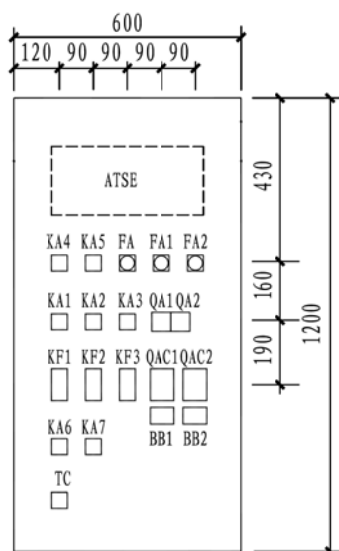 600
120 90 90 90 90
ATSE
430
KA4 KA5 FA FA1 FA2
160
KA1 KA2 KA3 QA1 QA2
1200
190
KF1 KF2 KF3 QAC1 QAC2
KA6 KA7 BB1 BB2
TC